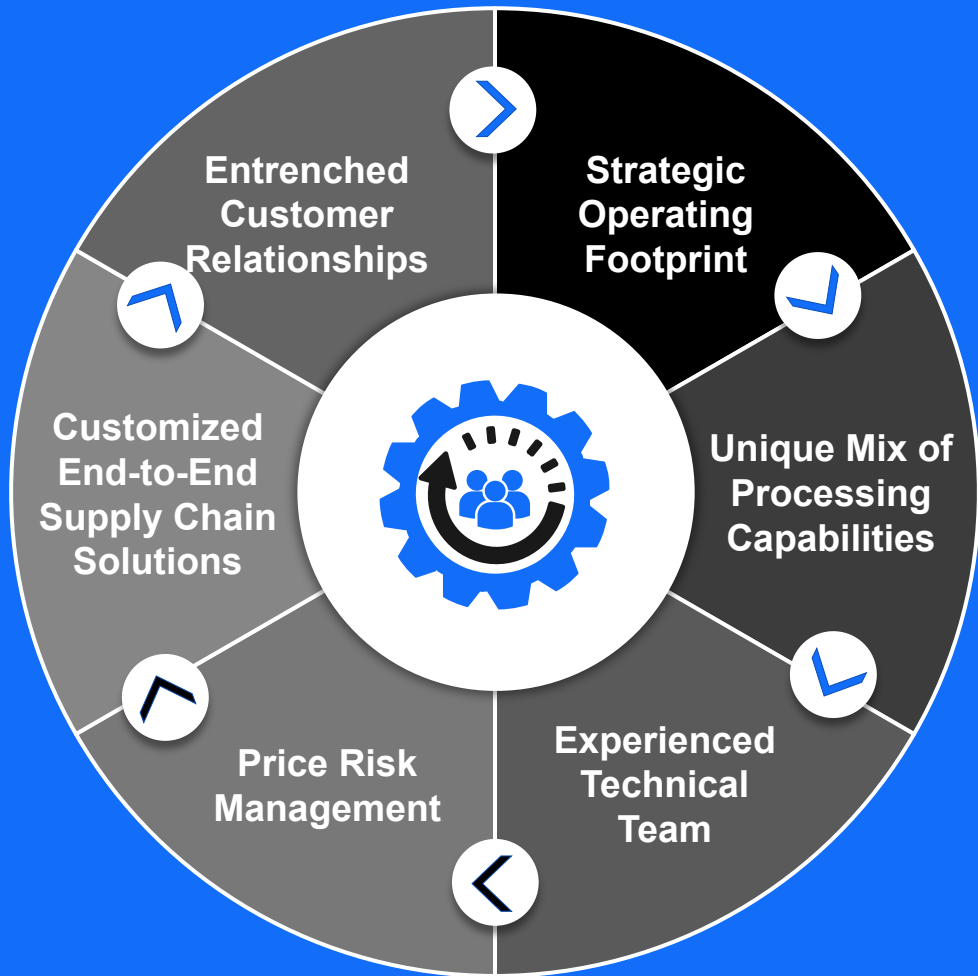 Entrenched
Customer
Relationships
Strategic
Operating
Footprint
Unique Mix of
Processing
Capabilities
Experienced
Technical
Team
Price Risk
Management
Customized
End-to-End
Supply Chain
Solutions